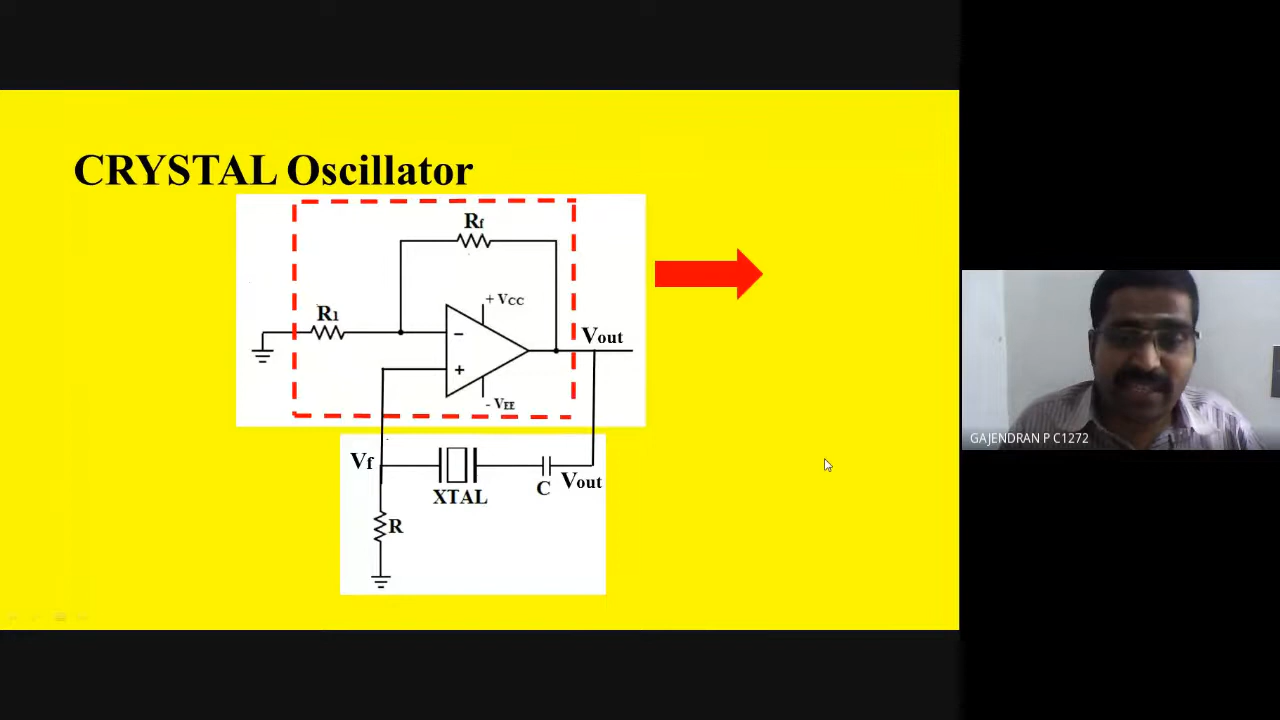 CRYSTAL Oscillator
Rf
R1
+ VCC
−
Vout
+
- VEE
Vf
XTAL
C
Vout
R
GAJENDRAN P C1272